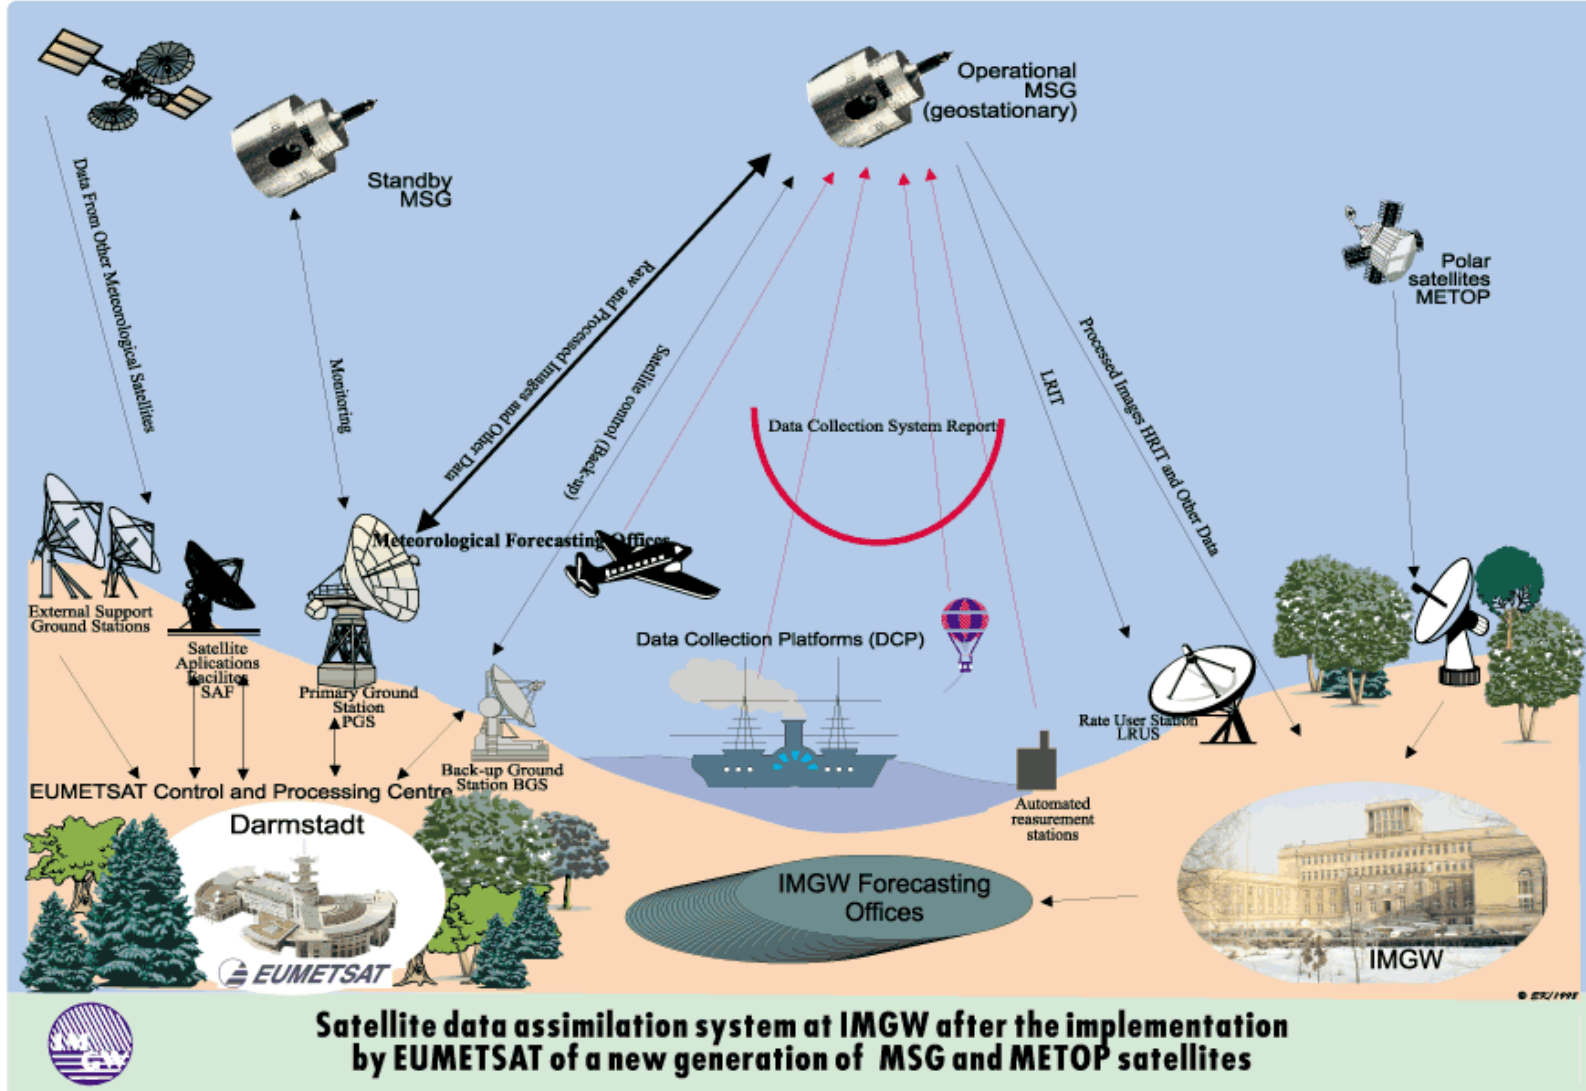 Operational
MSG
(geostationary)
Standby
MSG
Polar
satellites
METOP
Data From Other Meteorological Satellites
Monitoring
Raw and Processed Images and Other Data
Satellite control (Back-up)
Data Collection System Report
LRIT
Processed Images HRIT and Other Data
Meteorological Forecasting Offices
External Support
Ground Stations
Satellite
Aplications
Facilites
SAF
Primary Ground
Station
PGS
Back-up Ground
Station BGS
Data Collection Platforms (DCP)
Rate User Station
LRUS
Automated
reasurement
stations
EUMETSAT Control and Processing Centre
Darmstadt
EUMETSAT
IMGW Forecasting
Offices
IMGW
© EK/1998
IM
GW
Satellite data assimilation system at IMGW after the implementation
by EUMETSAT of a new generation of MSG and METOP satellites